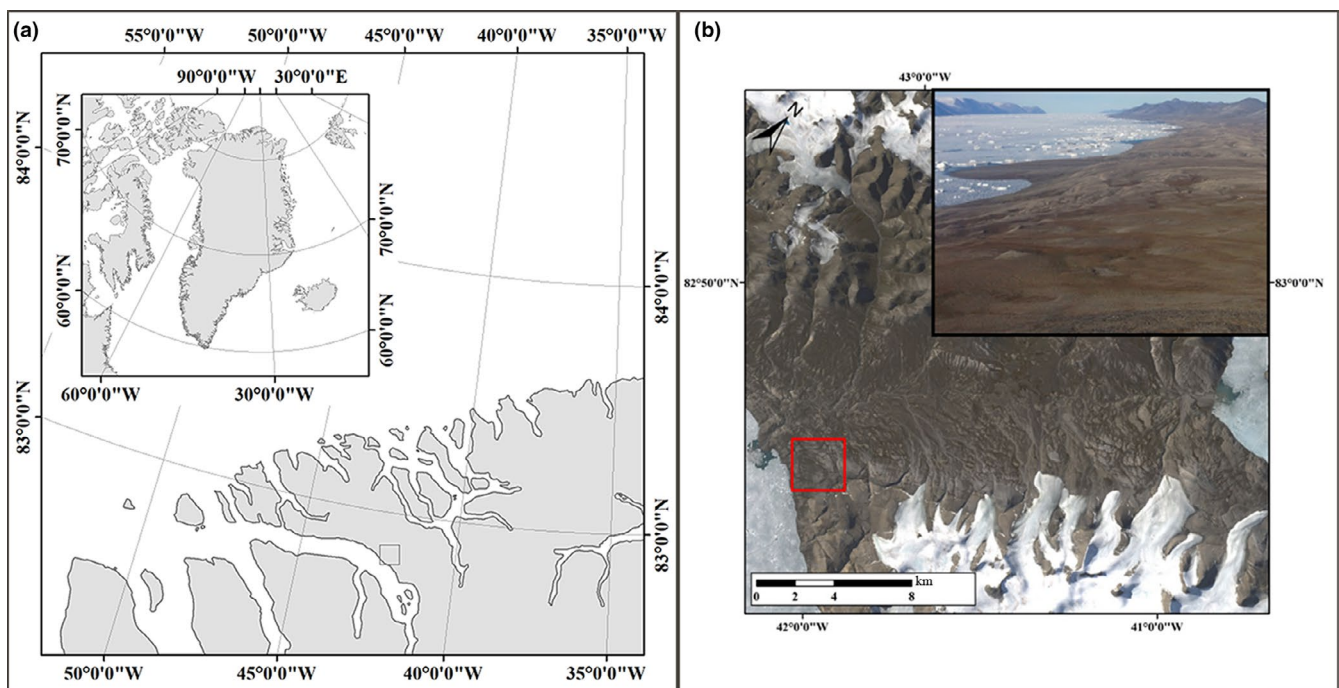 (a)
55°0'0"W 50°0'0"W 45°0'0"W 40°0'0"W 35°0'0"W
90°0'0"W 30°0'0"E
70°0'0"N
84°0'0"N
70°0'0"N
60°0'0"N
84°0'0"N
60°0'0"N
60°0'0"W 30°0'0"W
83°0'0"N
83°0'0"N
50°0'0"W 45°0'0"W 40°0'0"W 35°0'0"W
(b)
43°0'0"W
N
82°50'0"N 83°0'0"N
km
0 2 4 8
42°0'0"W 41°0'0"W